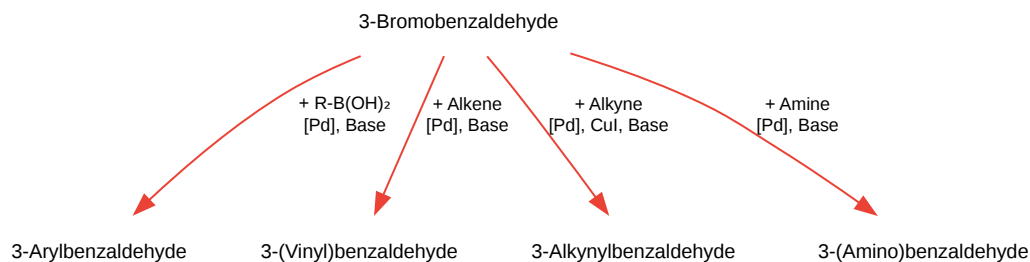 3-Bromobenzaldehyde
+ R-B(OH)₂
[Pd], Base
+ Alkene
[Pd], Base
+ Alkyne
[Pd], CuI, Base
+ Amine
[Pd], Base
3-Arylbenzaldehyde
3-(Vinyl)benzaldehyde
3-Alkynylbenzaldehyde
3-(Amino)benzaldehyde